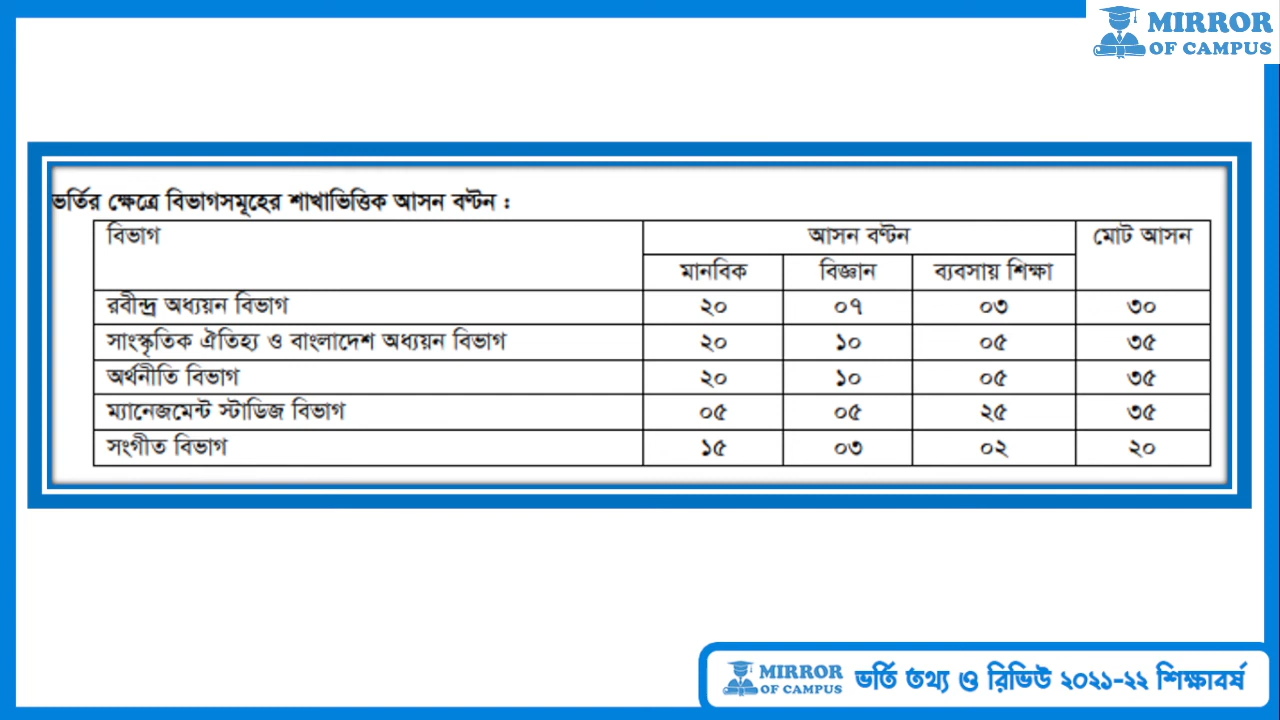 MIRROR
OF CAMPUS
ভর্তির ক্ষেত্রে বিভাগসমূহের শাখাভিত্তিক আসন বণ্টন :
বিভাগ আসন বণ্টন মোট আসন
মানবিক বিজ্ঞান ব্যবসায় শিক্ষা
রবীন্দ্র অধ্যয়ন বিভাগ ২০ ০৭ ০৩ ৩০
সাংস্কৃতিক ঐতিহ্য ও বাংলাদেশ অধ্যয়ন বিভাগ ২০ ১০ ০৫ ৩৫
অর্থনীতি বিভাগ ২০ ১০ ০৫ ৩৫
ম্যানেজমেন্ট স্টাডিজ বিভাগ ০৫ ০৫ ২৫ ৩৫
সংগীত বিভাগ ১৫ ০৩ ০২ ২০
MIRROR
OF CAMPUS
ভর্তি তথ্য ও রিভিউ ২০২১-২২ শিক্ষাবর্ষ